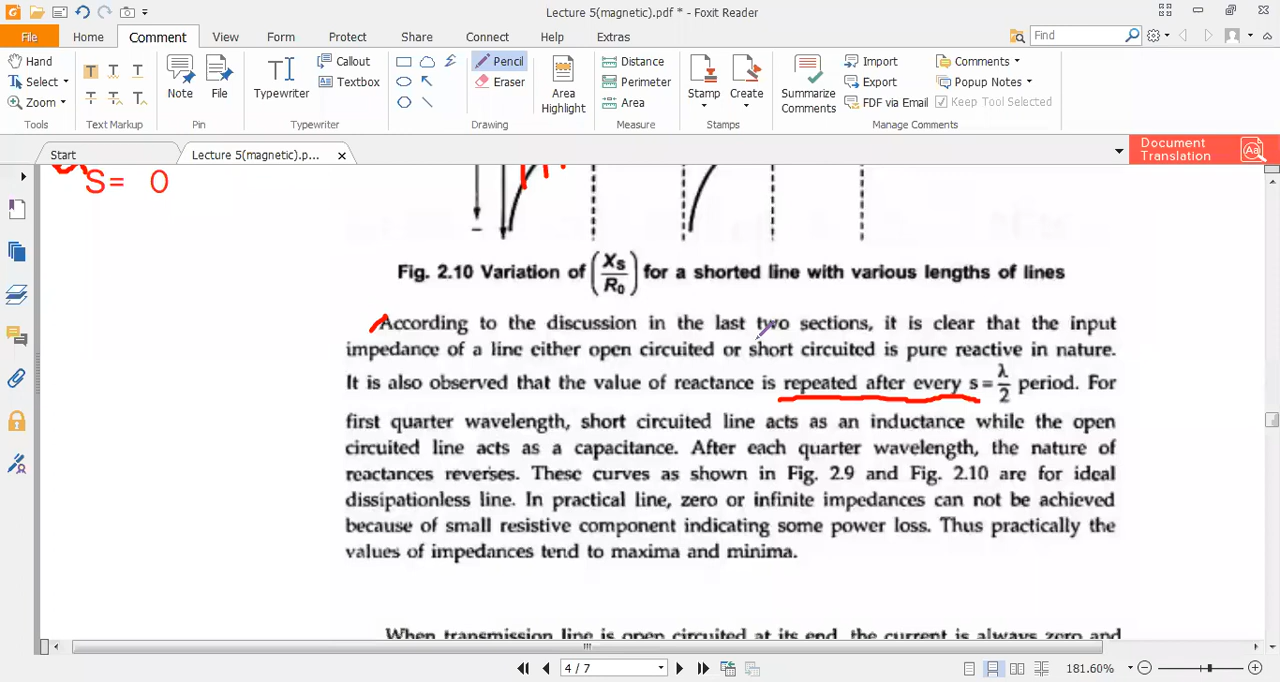 Lecture 5(magnetic).pdf * - Foxit Reader
File Home Comment View Form Protect Share Connect Help Extras Find
Hand Select Zoom Tools
Text Markup
Note File Pin
Typewriter Callout Textbox Typewriter
Pencil Eraser Drawing
Area Highlight
Distance Perimeter Area Measure
Stamp Create Stamps
Summarize Comments Import Export FDF via Email Comments Popup Notes Keep Tool Selected Manage Comments
Start Lecture 5(magnetic).p... Document Translation
S= 0
Fig. 2.10 Variation of (XS/R0) for a shorted line with various lengths of lines
According to the discussion in the last two sections, it is clear that the input
impedance of a line either open circuited or short circuited is pure reactive in nature.
It is also observed that the value of reactance is repeated after every s = λ/2 period. For
first quarter wavelength, short circuited line acts as an inductance while the open
circuited line acts as a capacitance. After each quarter wavelength, the nature of
reactances reverses. These curves as shown in Fig. 2.9 and Fig. 2.10 are for ideal
dissipationless line. In practical line, zero or infinite impedances can not be achieved
because of small resistive component indicating some power loss. Thus practically the
values of impedances tend to maxima and minima.
When transmission line is open circuited at its end, the current is always zero and
4 / 7 181.60%